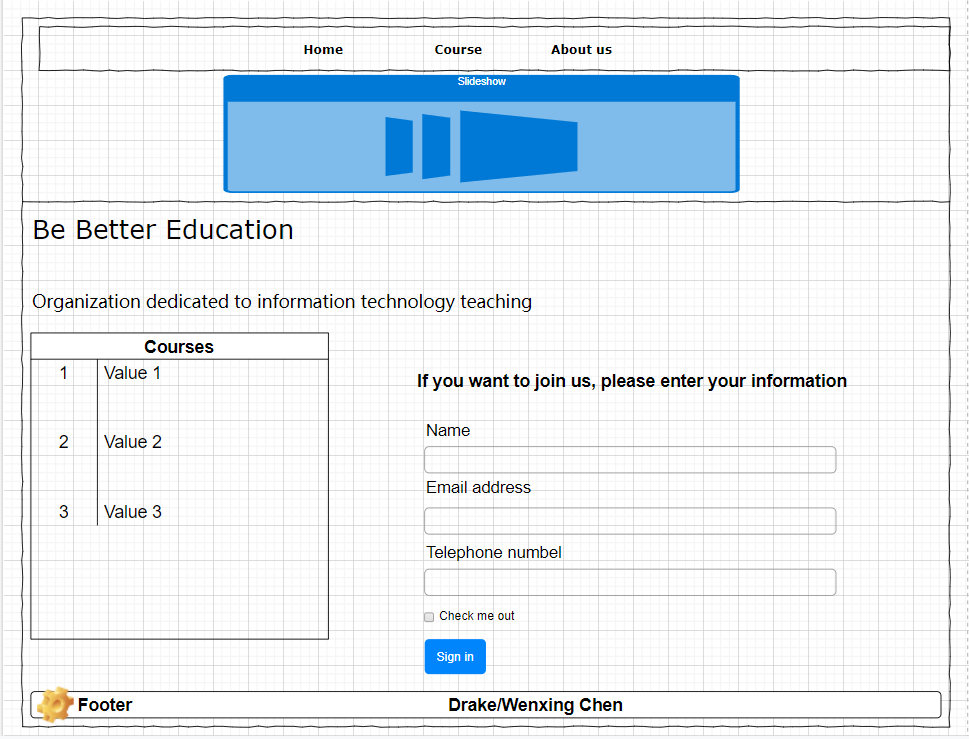 Home Course About us
Slideshow
Be Better Education
Organization dedicated to information technology teaching
Courses
1 Value 1
2 Value 2
3 Value 3
If you want to join us, please enter your information
Name
Email address
Telephone numbel
Check me out
Sign in
Footer Drake/Wenxing Chen